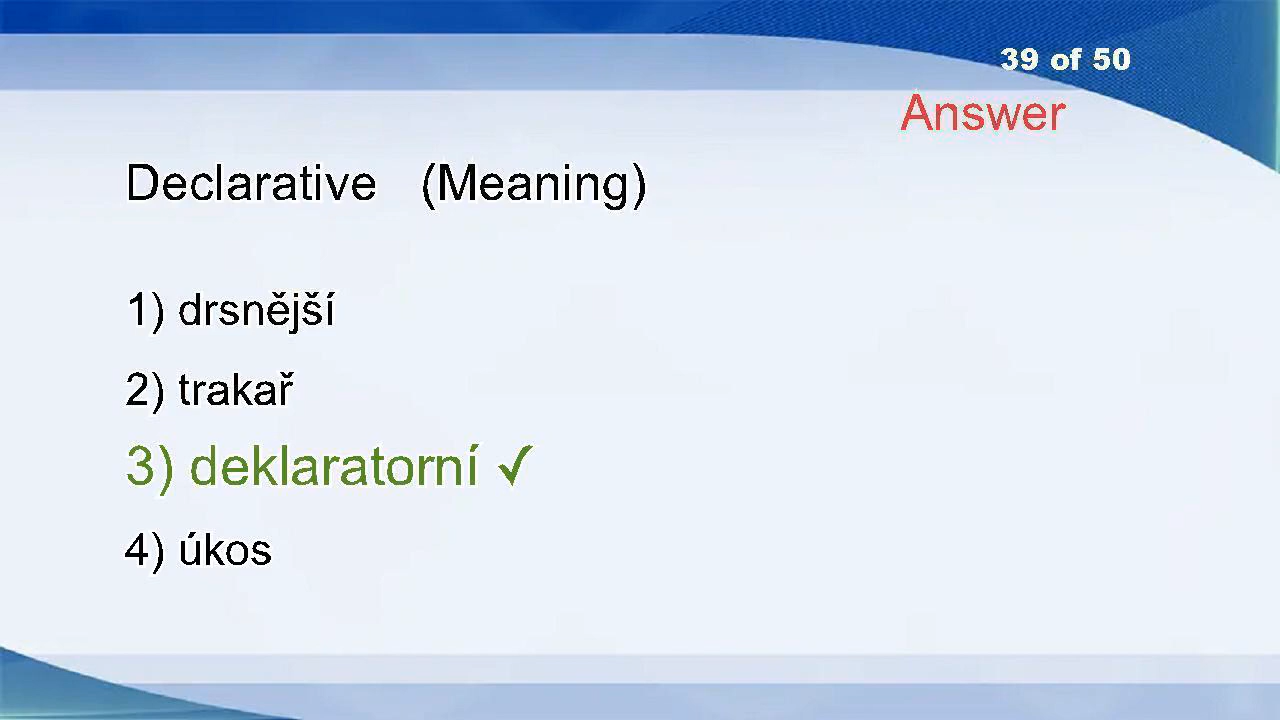 39 of 50
Answer
Declarative (Meaning)
1) drsnější
2) trakař
3) deklaratorní ✓
4) úkos